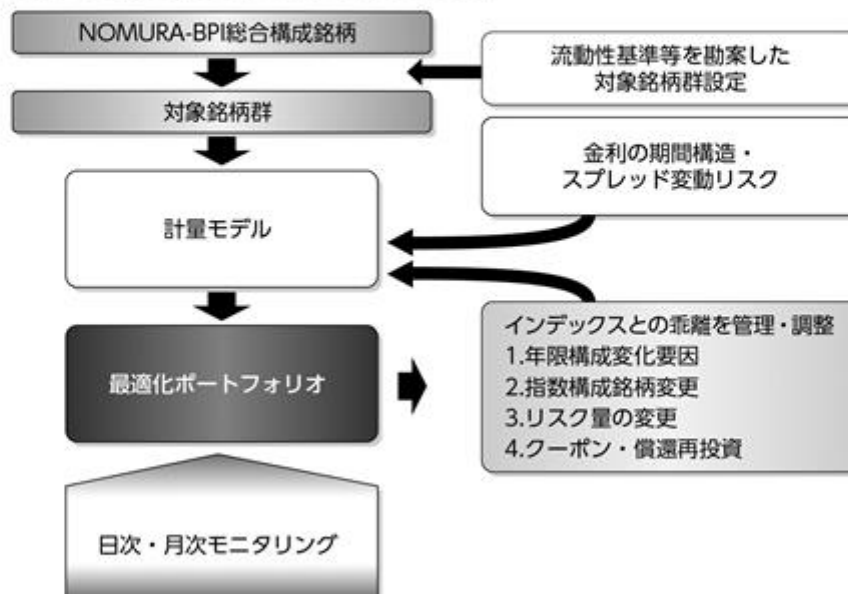 NOMURA-BPI総合構成銘柄
流動性基準等を勘案した
対象銘柄群設定
対象銘柄群
金利の期間構造・
スプレッド変動リスク
計量モデル
最適化ポートフォリオ
インデックスとの乖離を管理・調整
1.年限構成変化要因
2.指数構成銘柄変更
3.リスク量の変更
4.クーポン・償還再投資
日次・月次モニタリング